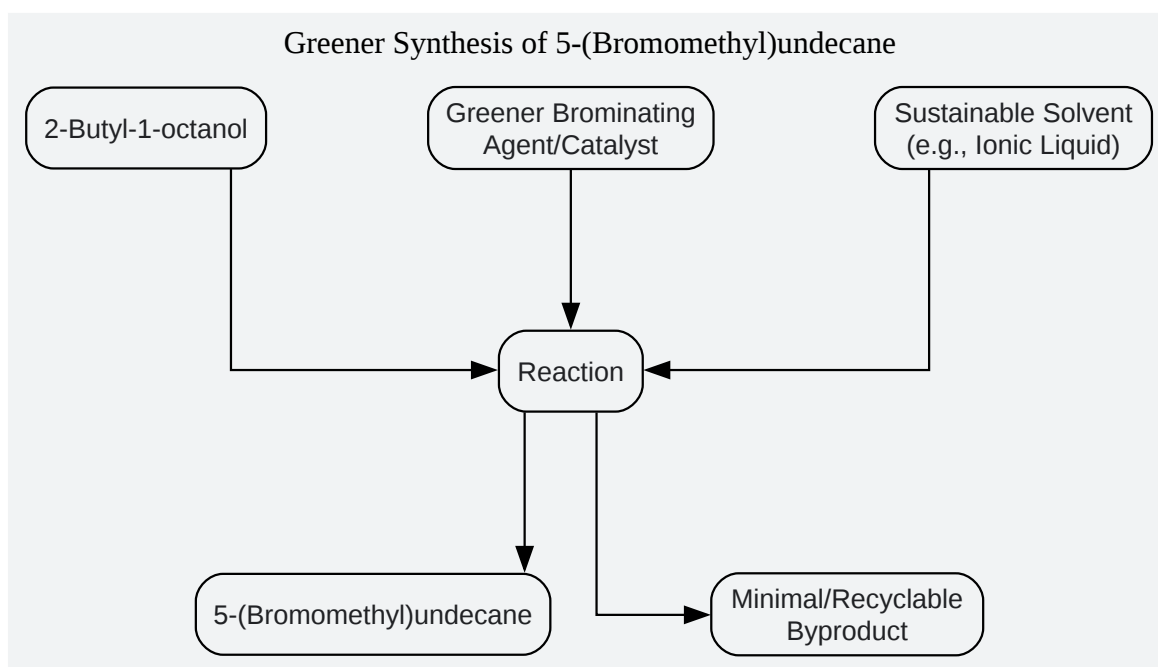 Greener Synthesis of 5-(Bromomethyl)undecane
2-Butyl-1-octanol
Greener Brominating
Agent/Catalyst
Sustainable Solvent
(e.g., Ionic Liquid)
Reaction
5-(Bromomethyl)undecane
Minimal/Recyclable
Byproduct